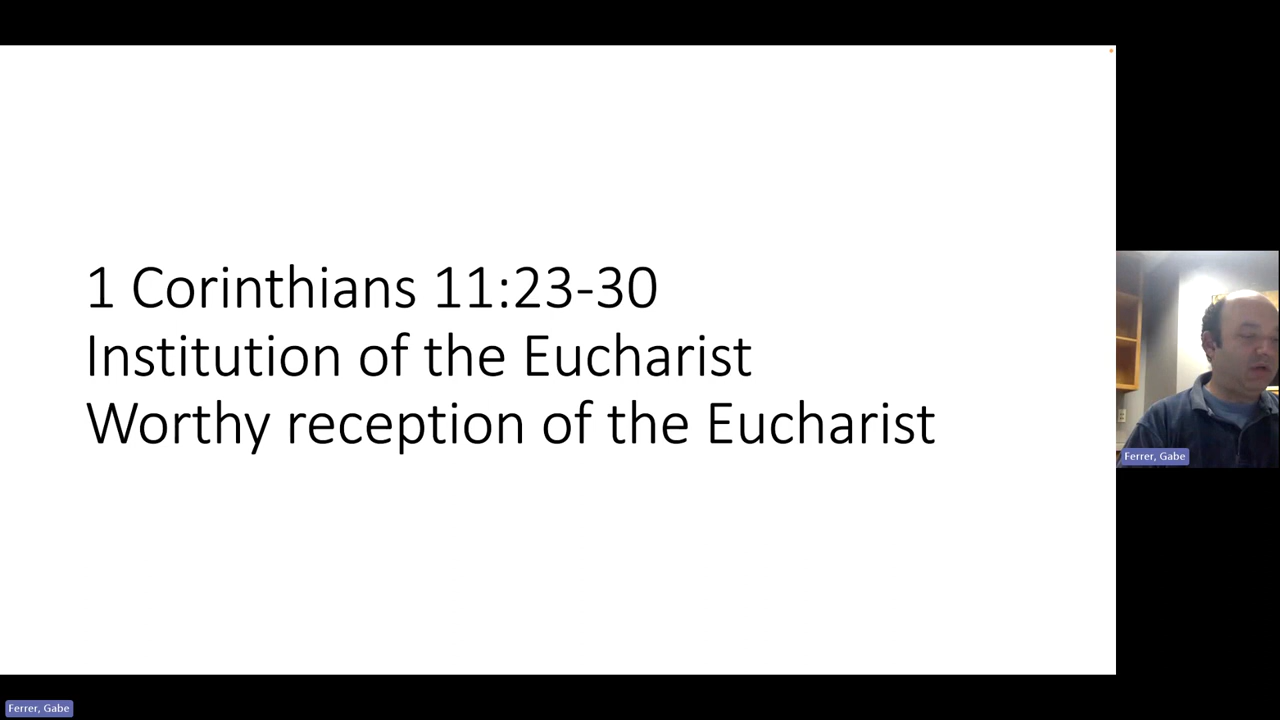 1 Corinthians 11:23-30
Institution of the Eucharist
Worthy reception of the Eucharist
Ferrer, Gabe
Ferrer, Gabe